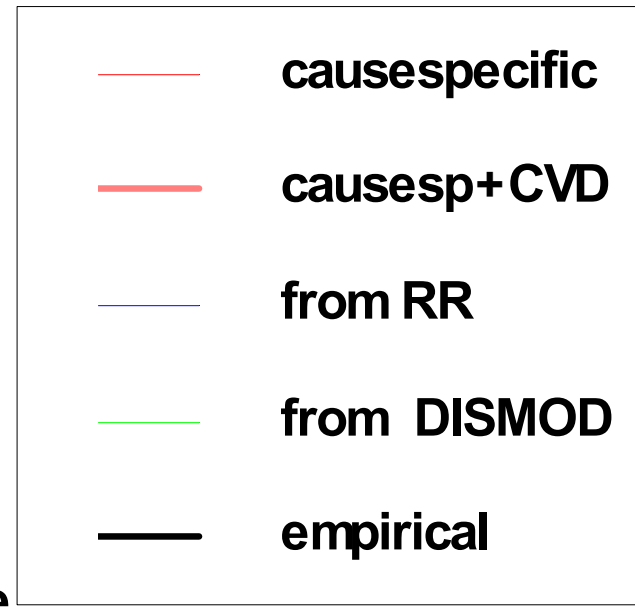 causespecific
causesp+CVD
from RR
from DISMOD
empirical
e